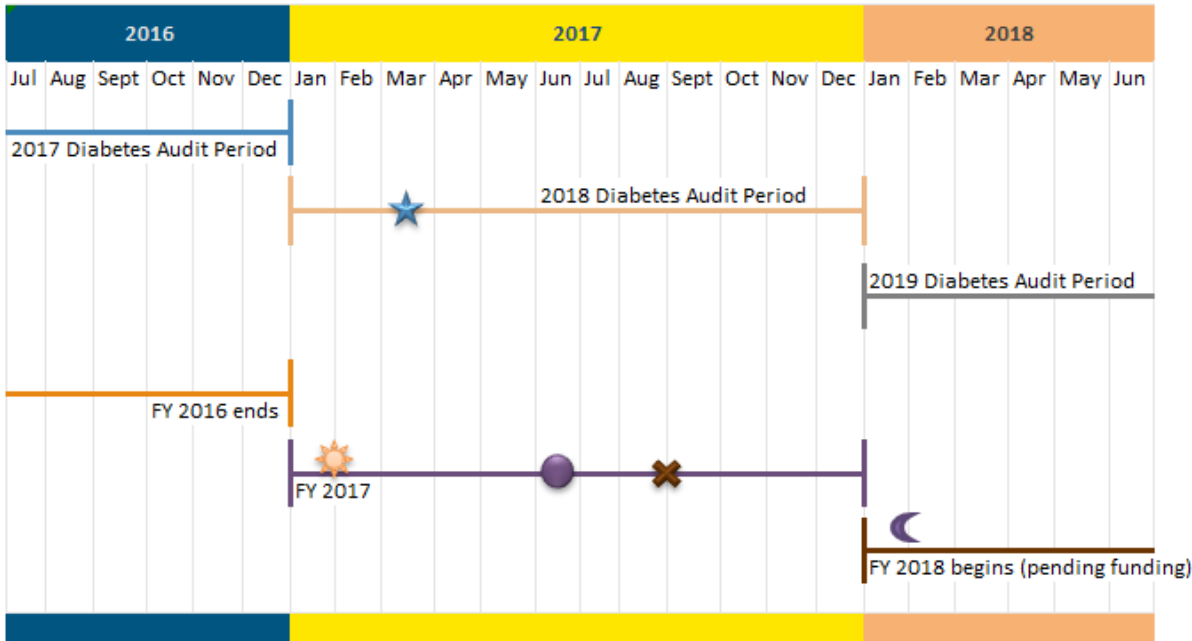 2016 2017 2018
Jul Aug Sept Oct Nov Dec Jan Feb Mar Apr May Jun Jul Aug Sept Oct Nov Dec Jan Feb Mar Apr May Jun
2017 Diabetes Audit Period
2018 Diabetes Audit Period
2019 Diabetes Audit Period
FY 2016 ends
FY 2017
FY 2018 begins (pending funding)